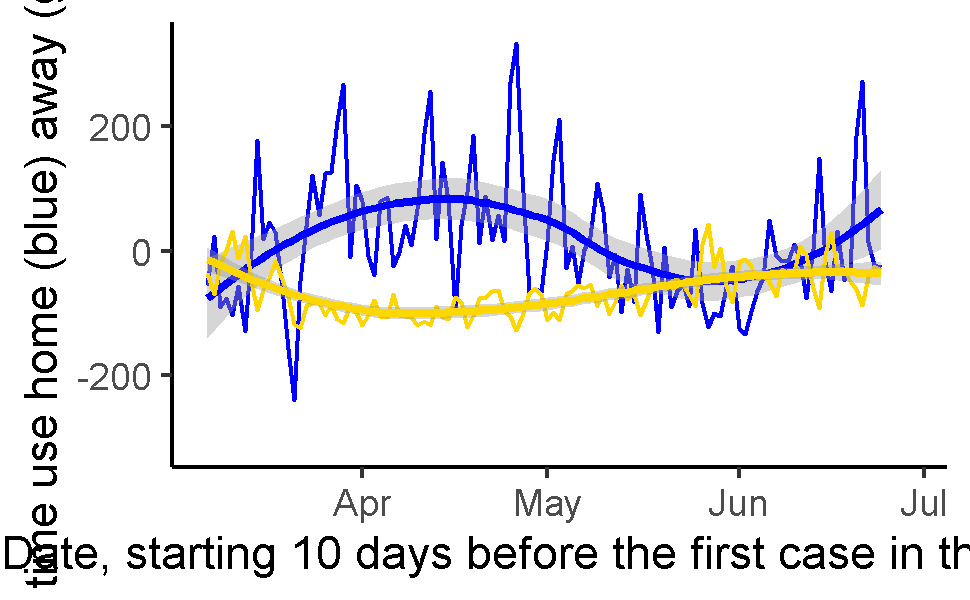 time use home (blue) away (g
200
0
-200
Apr May Jun Jul
Date, starting 10 days before the first case in th